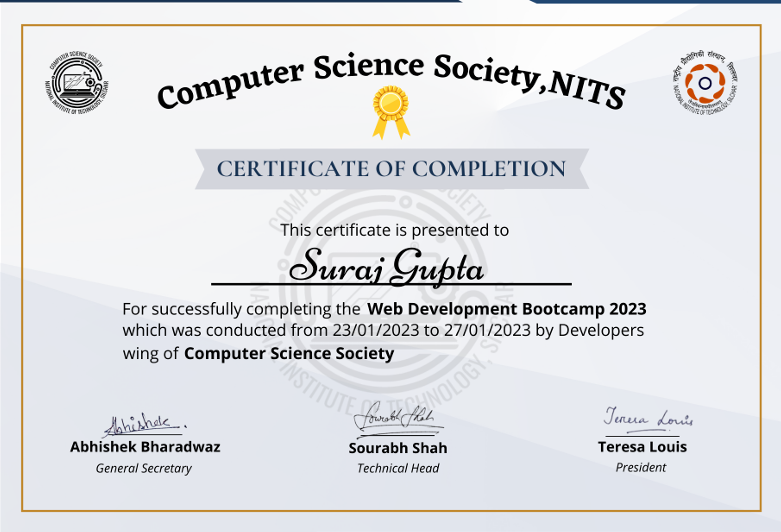 Computer Science Society,NITS
COMPUTER SCIENCE SOCIETY
NATIONAL INSTITUTE OF TECHNOLOGY, SILCHAR
राष्ट्रीय प्रौद्योगिकी संस्थान, सिलचर
NATIONAL INSTITUTE OF TECHNOLOGY, SILCHAR
CERTIFICATE OF COMPLETION
This certificate is presented to
Suraj Gupta
For successfully completing the Web Development Bootcamp 2023
which was conducted from 23/01/2023 to 27/01/2023 by Developers
wing of Computer Science Society
Abhishek. Sourabh Shah Teresa Louis
Abhishek Bharadwaz Sourabh Shah Teresa Louis
General Secretary Technical Head President